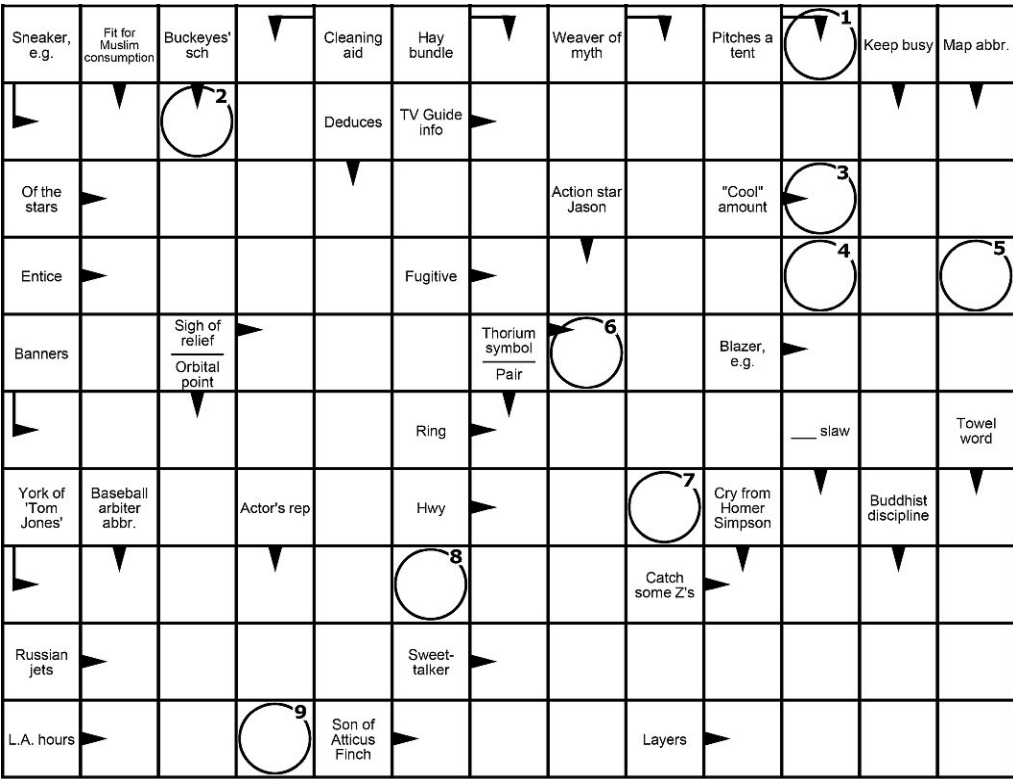 Sneaker,
e.g.
Fit for
Muslim
consumption
Buckeyes'
sch
Cleaning
aid
Hay
bundle
Weaver of
myth
Pitches a
tent
1
Keep busy
Map abbr.
2
Deduces
TV Guide
info
Of the
stars
Action star
Jason
"Cool"
amount
3
Entice
Fugitive
4
5
Banners
Sigh of
relief
Orbital
point
Thorium
symbol
Pair
6
Blazer,
e.g.
Ring
___ slaw
Towel
word
York of
'Tom
Jones'
Baseball
arbiter
abbr.
Actor's rep
Hwy
7
Cry from
Homer
Simpson
Buddhist
discipline
8
Catch
some Z's
Russian
jets
Sweet-
talker
L.A. hours
9
Son of
Atticus
Finch
Layers